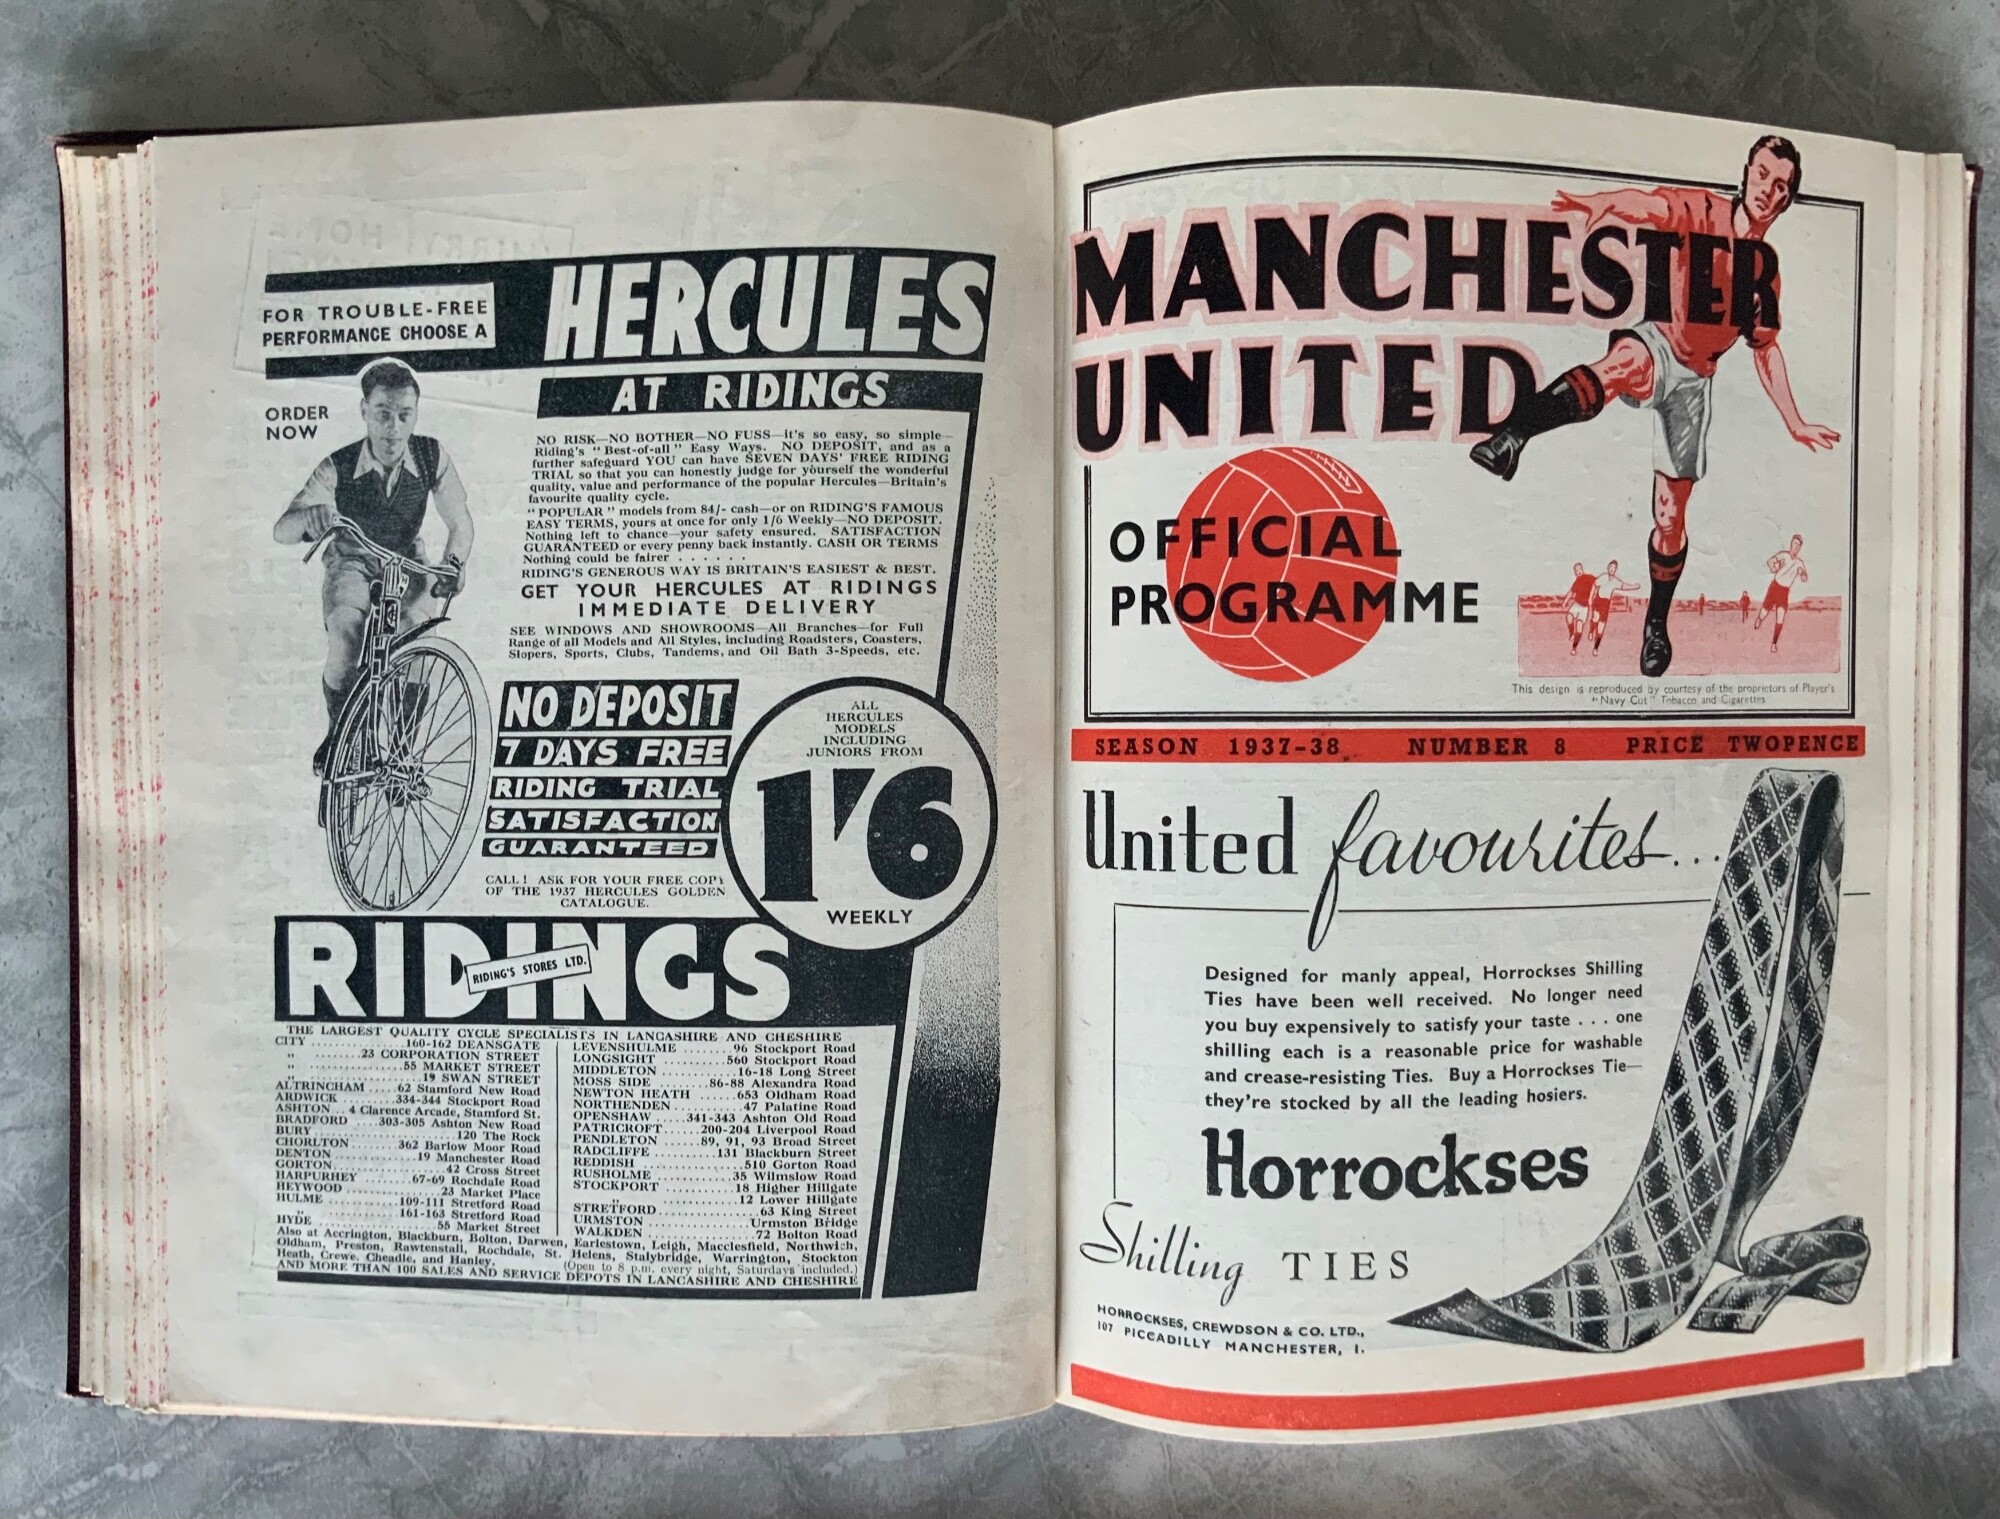 FOR TROUBLE-FREE
PERFORMANCE CHOOSE A
HERCULES
AT RIDINGS
ORDER
NOW
NO RISK—NO BOTHER—NO FUSS—it's so easy, so simple—
Riding's "Best-of-all" Easy Ways. NO DEPOSIT, and as a
further safeguard YOU can have SEVEN DAYS' FREE RIDING
TRIAL so that you can honestly judge for yourself the wonderful
quality, value and performance of the popular Hercules—Britain's
favourite quality cycle.
"POPULAR" models from 84/- cash—or on RIDING'S FAMOUS
EASY TERMS, yours at once for only 1/6 Weekly—NO DEPOSIT.
Nothing left to chance—your safety ensured. SATISFACTION
GUARANTEED or every penny back instantly. CASH OR TERMS
Nothing could be fairer . . . . . .
RIDING'S GENEROUS WAY IS BRITAIN'S EASIEST & BEST.
GET YOUR HERCULES AT RIDINGS
IMMEDIATE DELIVERY
SEE WINDOWS AND SHOWROOMS—All Branches—for Full
Range of all Models and All Styles, including Roadsters, Coasters,
Slopers, Sports, Clubs, Tandems, and Oil Bath 3-Speeds, etc.
NO DEPOSIT
7 DAYS FREE
RIDING TRIAL
SATISFACTION
GUARANTEED
CALL! ASK FOR YOUR FREE COPY
OF THE 1937 HERCULES GOLDEN
CATALOGUE.
ALL
HERCULES
MODELS
INCLUDING
JUNIORS FROM
1'6
WEEKLY
RIDINGS
RIDING'S STORES LTD.
THE LARGEST QUALITY CYCLE SPECIALISTS IN LANCASHIRE AND CHESHIRE
CITY ..............160-162 DEANSGATE
,, ........23 CORPORATION STREET
,, ..................55 MARKET STREET
,, ......................19 SWAN STREET
ALTRINCHAM .....62 Stamford New Road
ARDWICK .........334-344 Stockport Road
ASHTON .. 4 Clarence Arcade, Stamford St.
BRADFORD ....303-305 Ashton New Road
BURY ...........................120 The Rock
CHORLTON .........362 Barlow Moor Road
DENTON ...............19 Manchester Road
GORTON .......................42 Cross Street
HARPURHEY ........67-69 Rochdale Road
HEYWOOD ...................23 Market Place
HULME ...............109-111 Stretford Road
,, ...............161-163 Stretford Road
HYDE .......................55 Market Street
LEVENSHULME ........96 Stockport Road
LONGSIGHT ..........560 Stockport Road
MIDDLETON .............16-18 Long Street
MOSS SIDE ........86-88 Alexandra Road
NEWTON HEATH ......653 Oldham Road
NORTHENDEN ...........47 Palatine Road
OPENSHAW ....341-343 Ashton Old Road
PATRICROFT......200-204 Liverpool Road
PENDLETON ......89, 91, 93 Broad Street
RADCLIFFE .........131 Blackburn Street
REDDISH ................510 Gorton Road
RUSHOLME ..............35 Wilmslow Road
STOCKPORT ............18 Higher Hillgate
,, ..................12 Lower Hillgate
STRETFORD ................63 King Street
URMSTON ...............Urmston Bridge
WALKDEN ................72 Bolton Road
Also at Accrington, Blackburn, Bolton, Darwen, Earlestown, Leigh, Macclesfield, Northwich,
Oldham, Preston, Rawtenstall, Rochdale, St. Helens, Stalybridge, Warrington, Stockton
Heath, Crewe, Cheadle, and Hanley. (Open to 8 p.m. every night, Saturdays included.)
AND MORE THAN 100 SALES AND SERVICE DEPOTS IN LANCASHIRE AND CHESHIRE
MANCHESTER
UNITED
OFFICIAL
PROGRAMME
This design is reproduced by courtesy of the proprietors of Player's
"Navy Cut" Tobacco and Cigarettes
SEASON 1937-38 NUMBER 8 PRICE TWOPENCE
United favourites...
Designed for manly appeal, Horrockses Shilling
Ties have been well received. No longer need
you buy expensively to satisfy your taste . . . one
shilling each is a reasonable price for washable
and crease-resisting Ties. Buy a Horrockses Tie—
they're stocked by all the leading hosiers.
Horrockses
Shilling TIES
HORROCKSES, CREWDSON & CO. LTD.,
107 PICCADILLY MANCHESTER, 1.